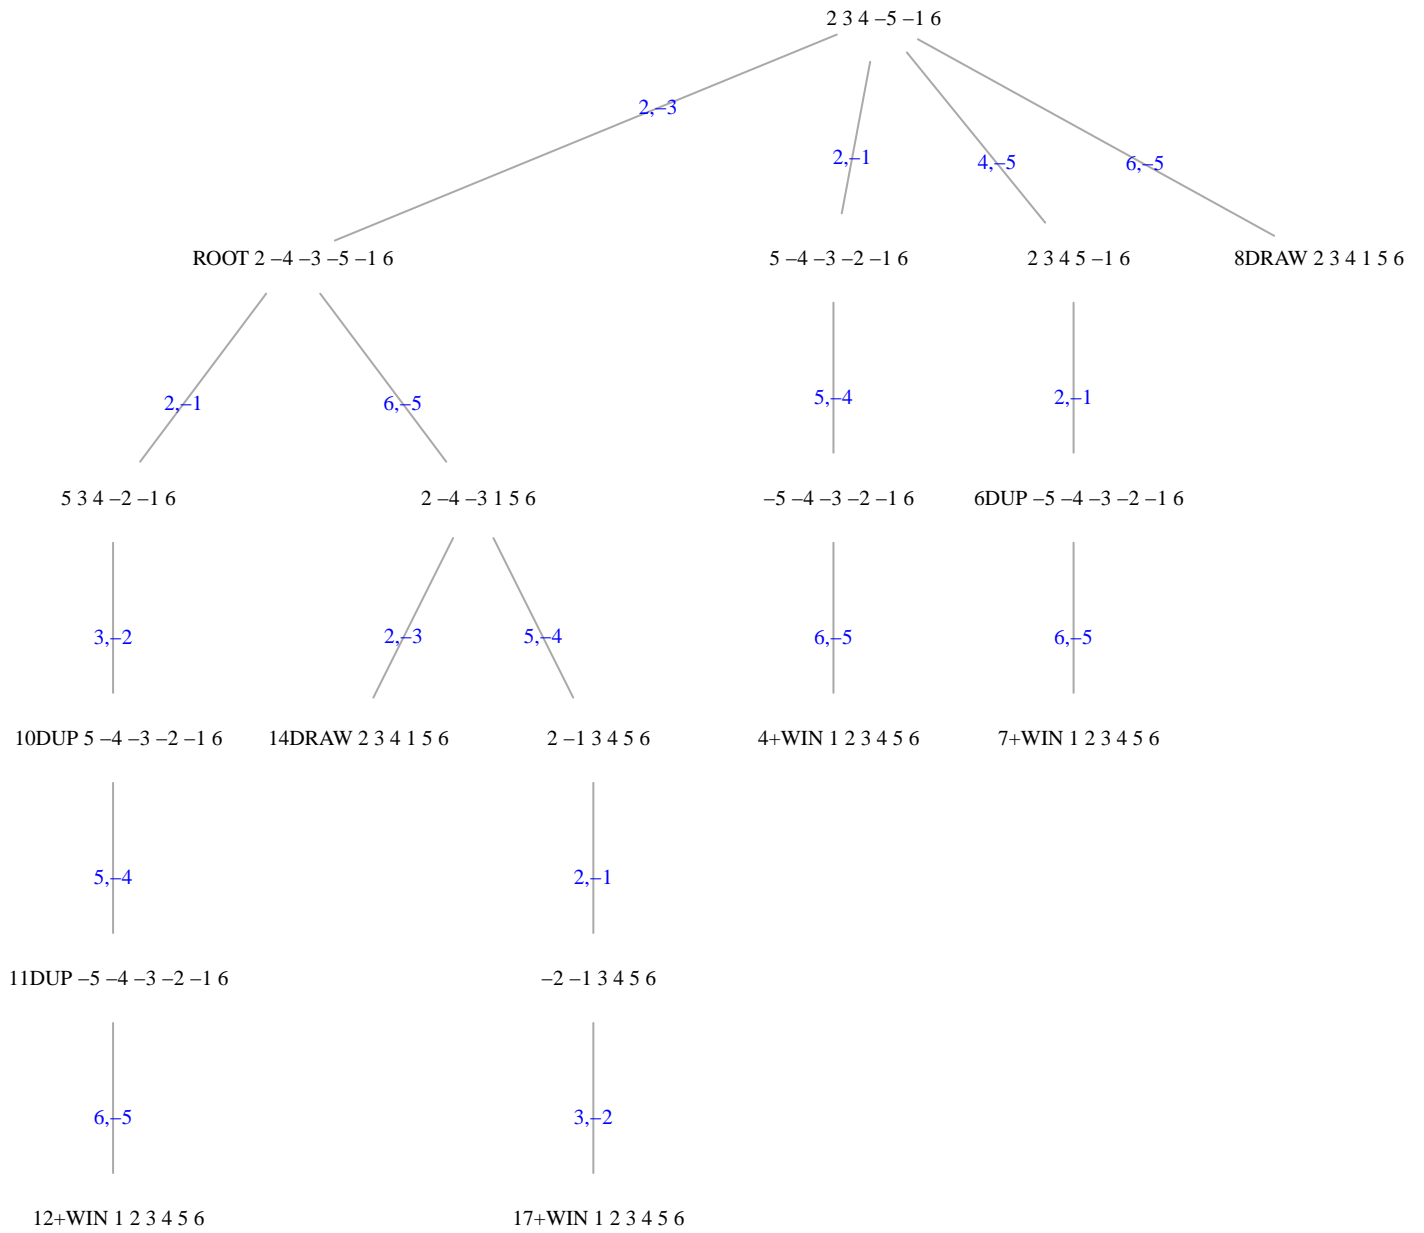 2 3 4 –5 –1 6
2,–3
2,–1
4,–5
6,–5
ROOT 2 –4 –3 –5 –1 6
5 –4 –3 –2 –1 6
2 3 4 5 –1 6
8DRAW 2 3 4 1 5 6
2,–1
6,–5
5,–4
2,–1
5 3 4 –2 –1 6
2 –4 –3 1 5 6
–5 –4 –3 –2 –1 6
6DUP –5 –4 –3 –2 –1 6
3,–2
2,–3
5,–4
6,–5
6,–5
10DUP 5 –4 –3 –2 –1 6
14DRAW 2 3 4 1 5 6
2 –1 3 4 5 6
4+WIN 1 2 3 4 5 6
7+WIN 1 2 3 4 5 6
5,–4
2,–1
11DUP –5 –4 –3 –2 –1 6
–2 –1 3 4 5 6
6,–5
3,–2
12+WIN 1 2 3 4 5 6
17+WIN 1 2 3 4 5 6